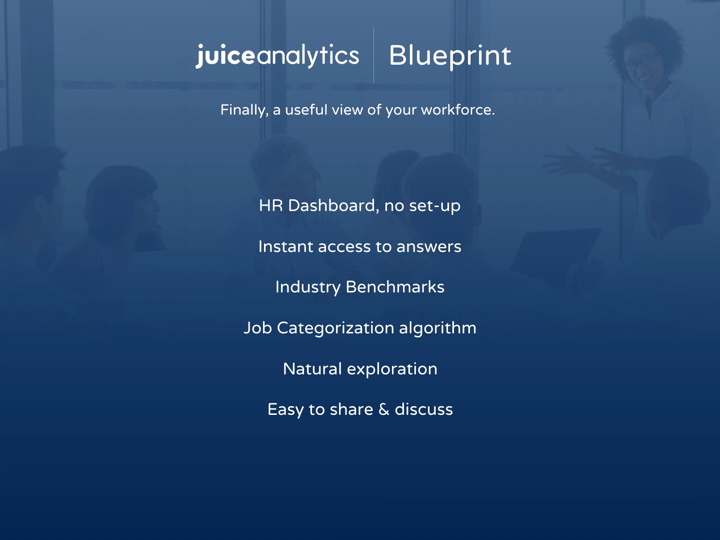 juiceanalytics Blueprint
Finally, a useful view of your workforce.
HR Dashboard, no set-up
Instant access to answers
Industry Benchmarks
Job Categorization algorithm
Natural exploration
Easy to share & discuss